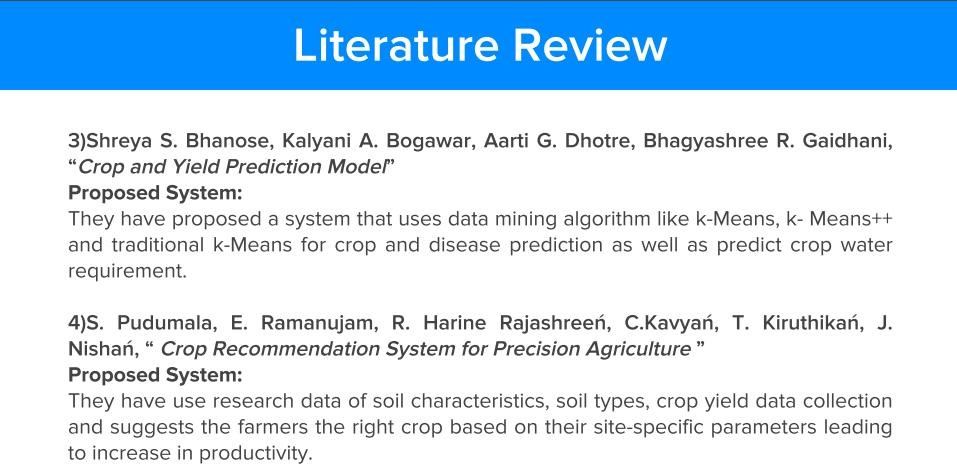 Literature Review
3)Shreya S. Bhanose, Kalyani A. Bogawar, Aarti G. Dhotre, Bhagyashree R. Gaidhani,
“Crop and Yield Prediction Model”
Proposed System:
They have proposed a system that uses data mining algorithm like k-Means, k- Means++
and traditional k-Means for crop and disease prediction as well as predict crop water
requirement.
4)S. Pudumala, E. Ramanujam, R. Harine Rajashreeń, C.Kavyań, T. Kiruthikań, J.
Nishań, “ Crop Recommendation System for Precision Agriculture ”
Proposed System:
They have use research data of soil characteristics, soil types, crop yield data collection
and suggests the farmers the right crop based on their site-specific parameters leading
to increase in productivity.